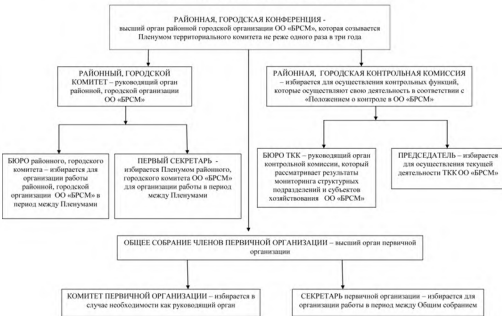 РАЙОННАЯ, ГОРОДСКАЯ КОНФЕРЕНЦИЯ -
высший орган районной городской организации ОО «БРСМ», которая созывается
Пленумом территориального комитета не реже одного раза в три года
РАЙОННЫЙ, ГОРОДСКОЙ
КОМИТЕТ – руководящий орган
районной, городской организации
ОО «БРСМ»
РАЙОННАЯ, ГОРОДСКАЯ КОНТРОЛЬНАЯ КОМИССИЯ
– избирается для осуществления контрольных функций,
которые осуществляют свою деятельность в соответствии с
«Положением о контроле в ОО «БРСМ»
БЮРО районного, городского
комитета – избирается для
организации работы
районной, городской
организации ОО «БРСМ» в
период между Пленумами
ПЕРВЫЙ СЕКРЕТАРЬ -
избирается Пленумом районного,
городского комитета ОО «БРСМ»
для организации работы в период
между Пленумами
БЮРО ТКК – руководящий орган
контрольной комиссии, который
рассматривает результаты
мониторинга структурных
подразделений и субъектов
хозяйствования ОО «БРСМ»
ПРЕДСЕДАТЕЛЬ – избирается
для осуществления текущей
деятельности ТКК ОО «БРСМ»
ОБЩЕЕ СОБРАНИЕ ЧЛЕНОВ ПЕРВИЧНОЙ ОРГАНИЗАЦИИ – высший орган первичной
организации
КОМИТЕТ ПЕРВИЧНОЙ ОРГАНИЗАЦИИ – избирается в
случае необходимости как руководящий орган
СЕКРЕТАРЬ первичной организации – избирается для
организации работы в период между Общим собранием